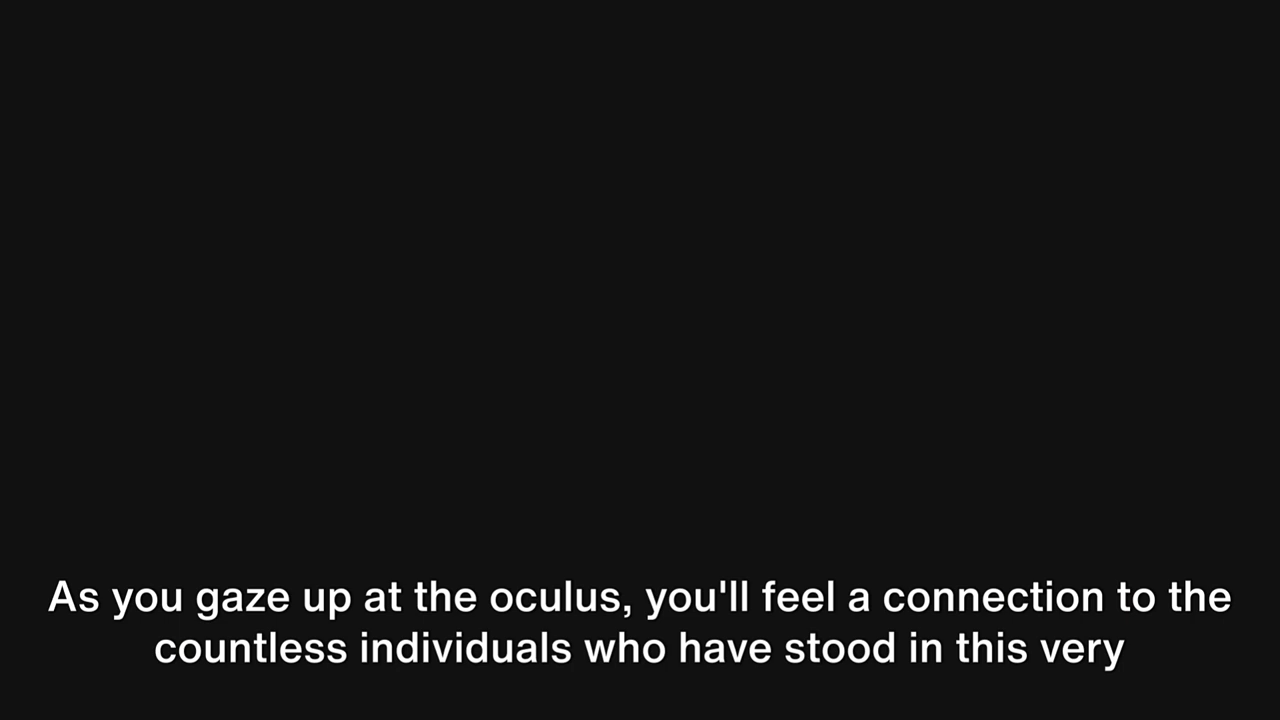 As you gaze up at the oculus, you'll feel a connection to the
countless individuals who have stood in this very